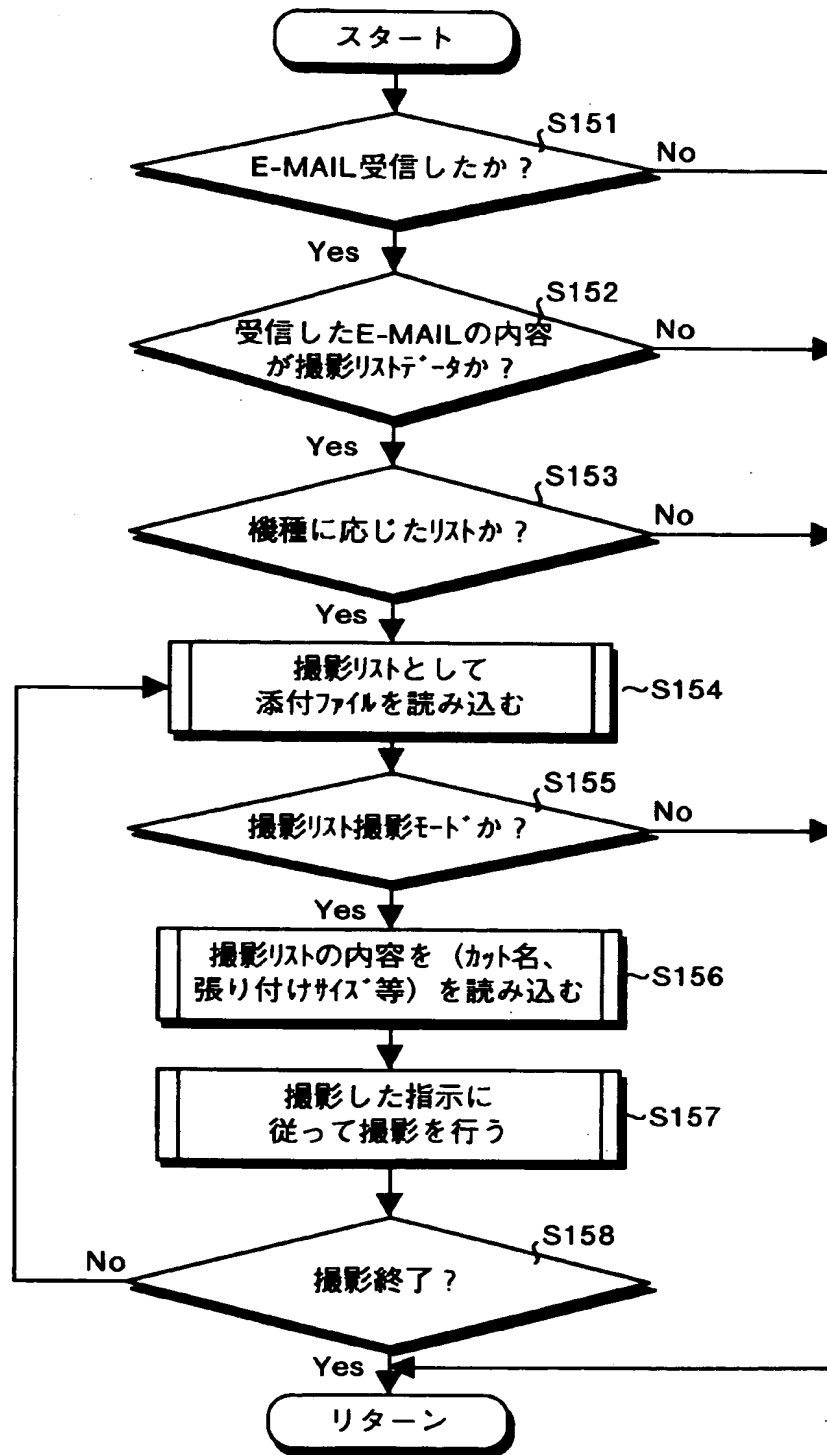 スタート
S151
E-MAIL受信したか？
No
Yes
S152
受信したE-MAILの内容
が撮影リストデータか？
No
Yes
S153
機種に応じたリストか？
No
Yes
撮影リストとして
添付ファイルを読み込む
~S154
S155
撮影リスト撮影モードか？
No
Yes
撮影リストの内容を（カット名、
張り付けサイズ等）を読み込む
~S156
撮影した指示に
従って撮影を行う
~S157
S158
No
撮影終了？
Yes
リターン